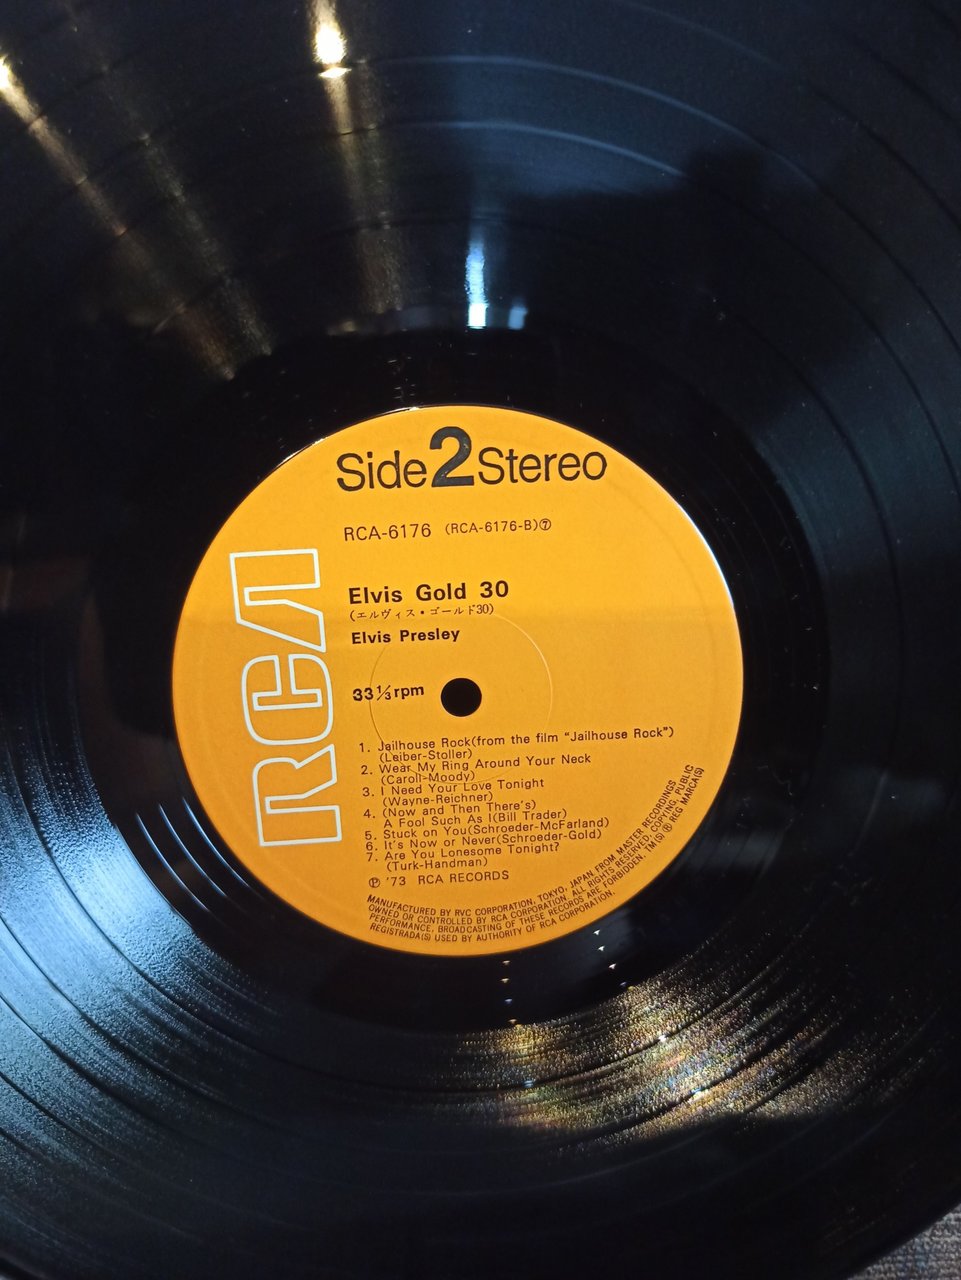 Side 2 Stereo
RCA-6176 (RCA-6176-B)⑦
RCA
Elvis Gold 30
(エルヴィス・ゴールド30)
Elvis Presley
33 1/3 rpm
1. Jailhouse Rock(from the film “Jailhouse Rock”)
(Leiber-Stoller)
2. Wear My Ring Around Your Neck
(Caroll-Moody)
3. I Need Your Love Tonight
(Wayne-Reichner)
4. (Now and Then There's)
A Fool Such As I(Bill Trader)
5. Stuck on You(Schroeder-McFarland)
6. It's Now or Never(Schroeder-Gold)
7. Are You Lonesome Tonight?
(Turk-Handman)
℗ '73 RCA RECORDS
MANUFACTURED BY RVC CORPORATION, TOKYO, JAPAN FROM MASTER RECORDINGS
OWNED OR CONTROLLED BY RCA CORPORATION. ALL RIGHTS RESERVED, COPYING, PUBLIC
PERFORMANCE, BROADCASTING OF THESE RECORDS ARE FORBIDDEN. TM(S) ® REG MARCA(S)
REGISTRADA(S) USED BY AUTHORITY OF RCA CORPORATION.